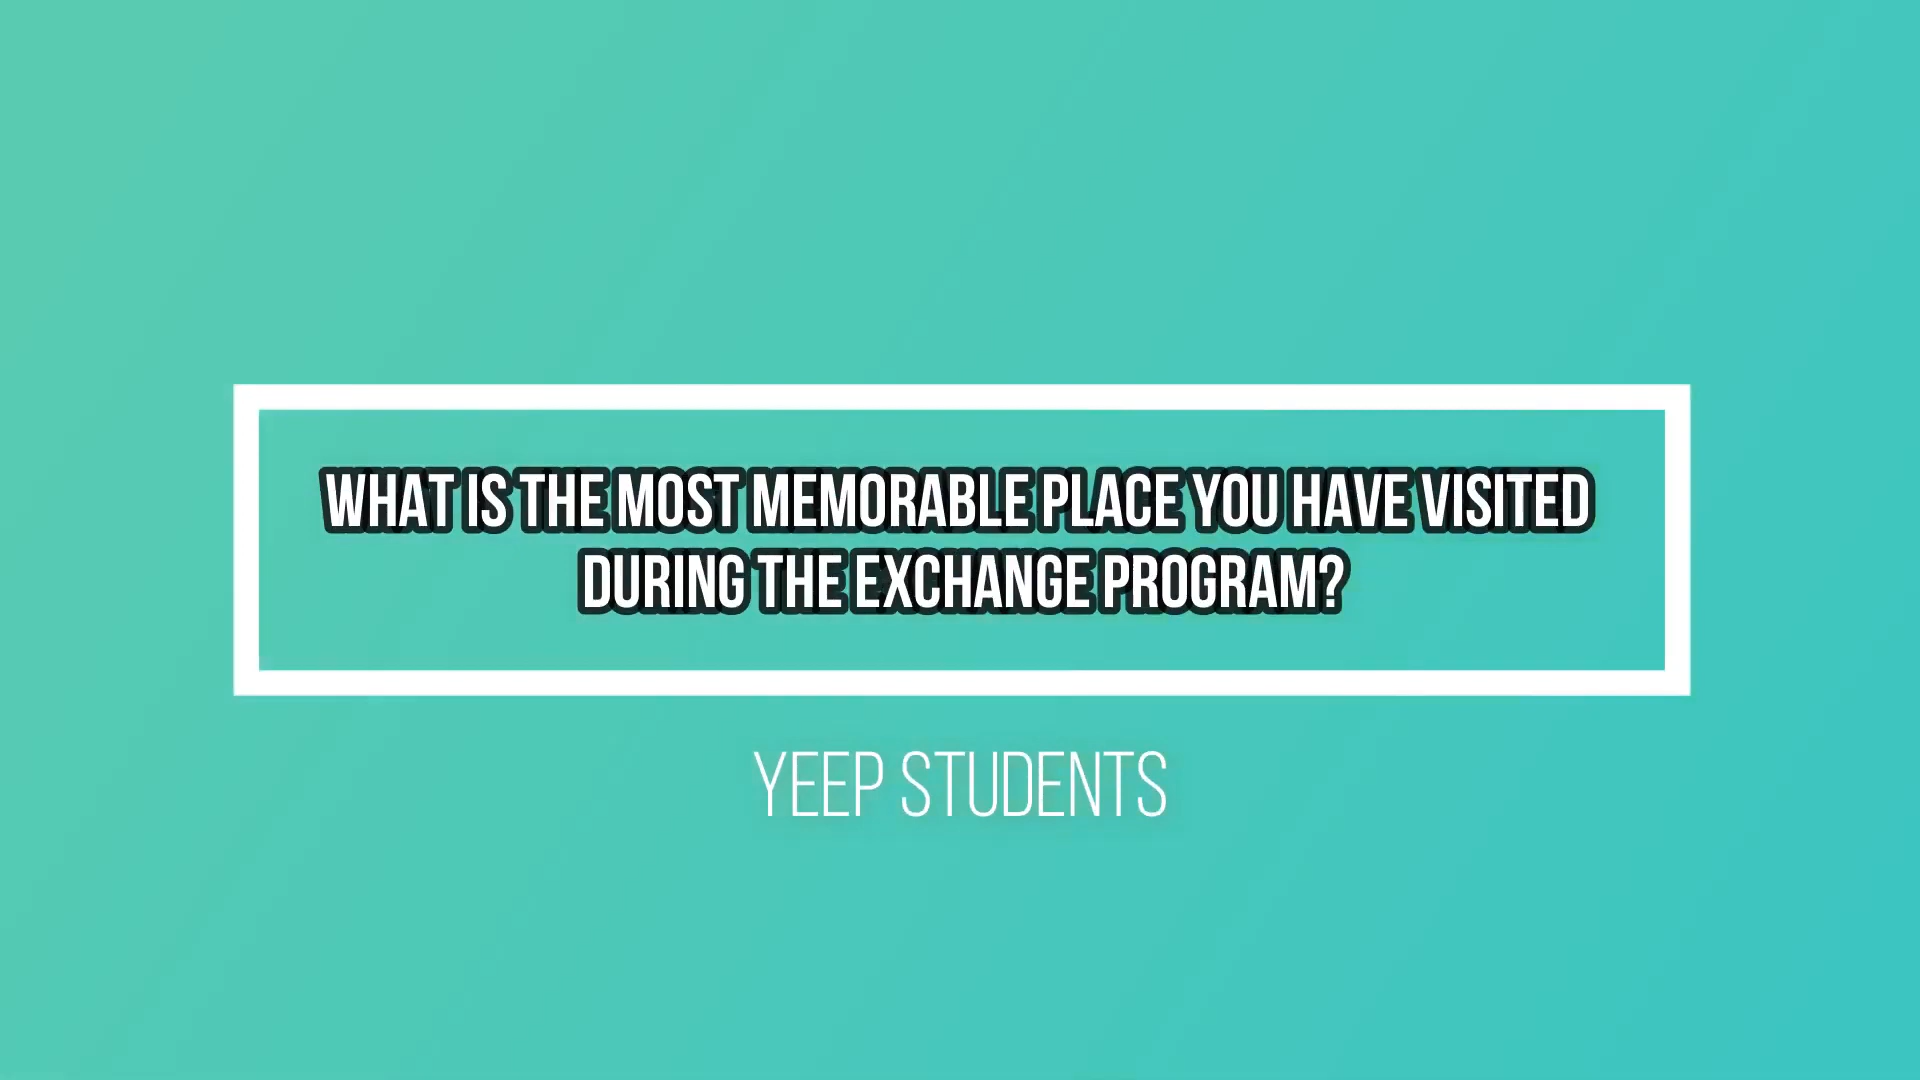 WHAT IS THE MOST MEMORABLE PLACE YOU HAVE VISITED
DURING THE EXCHANGE PROGRAM?
YEEP STUDENTS